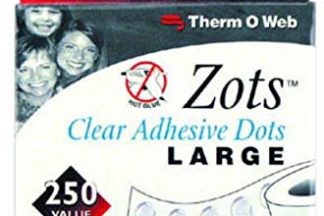 Therm O Web
HOT GLUE
Zots™
Clear Adhesive Dots
LARGE
250
VALUE